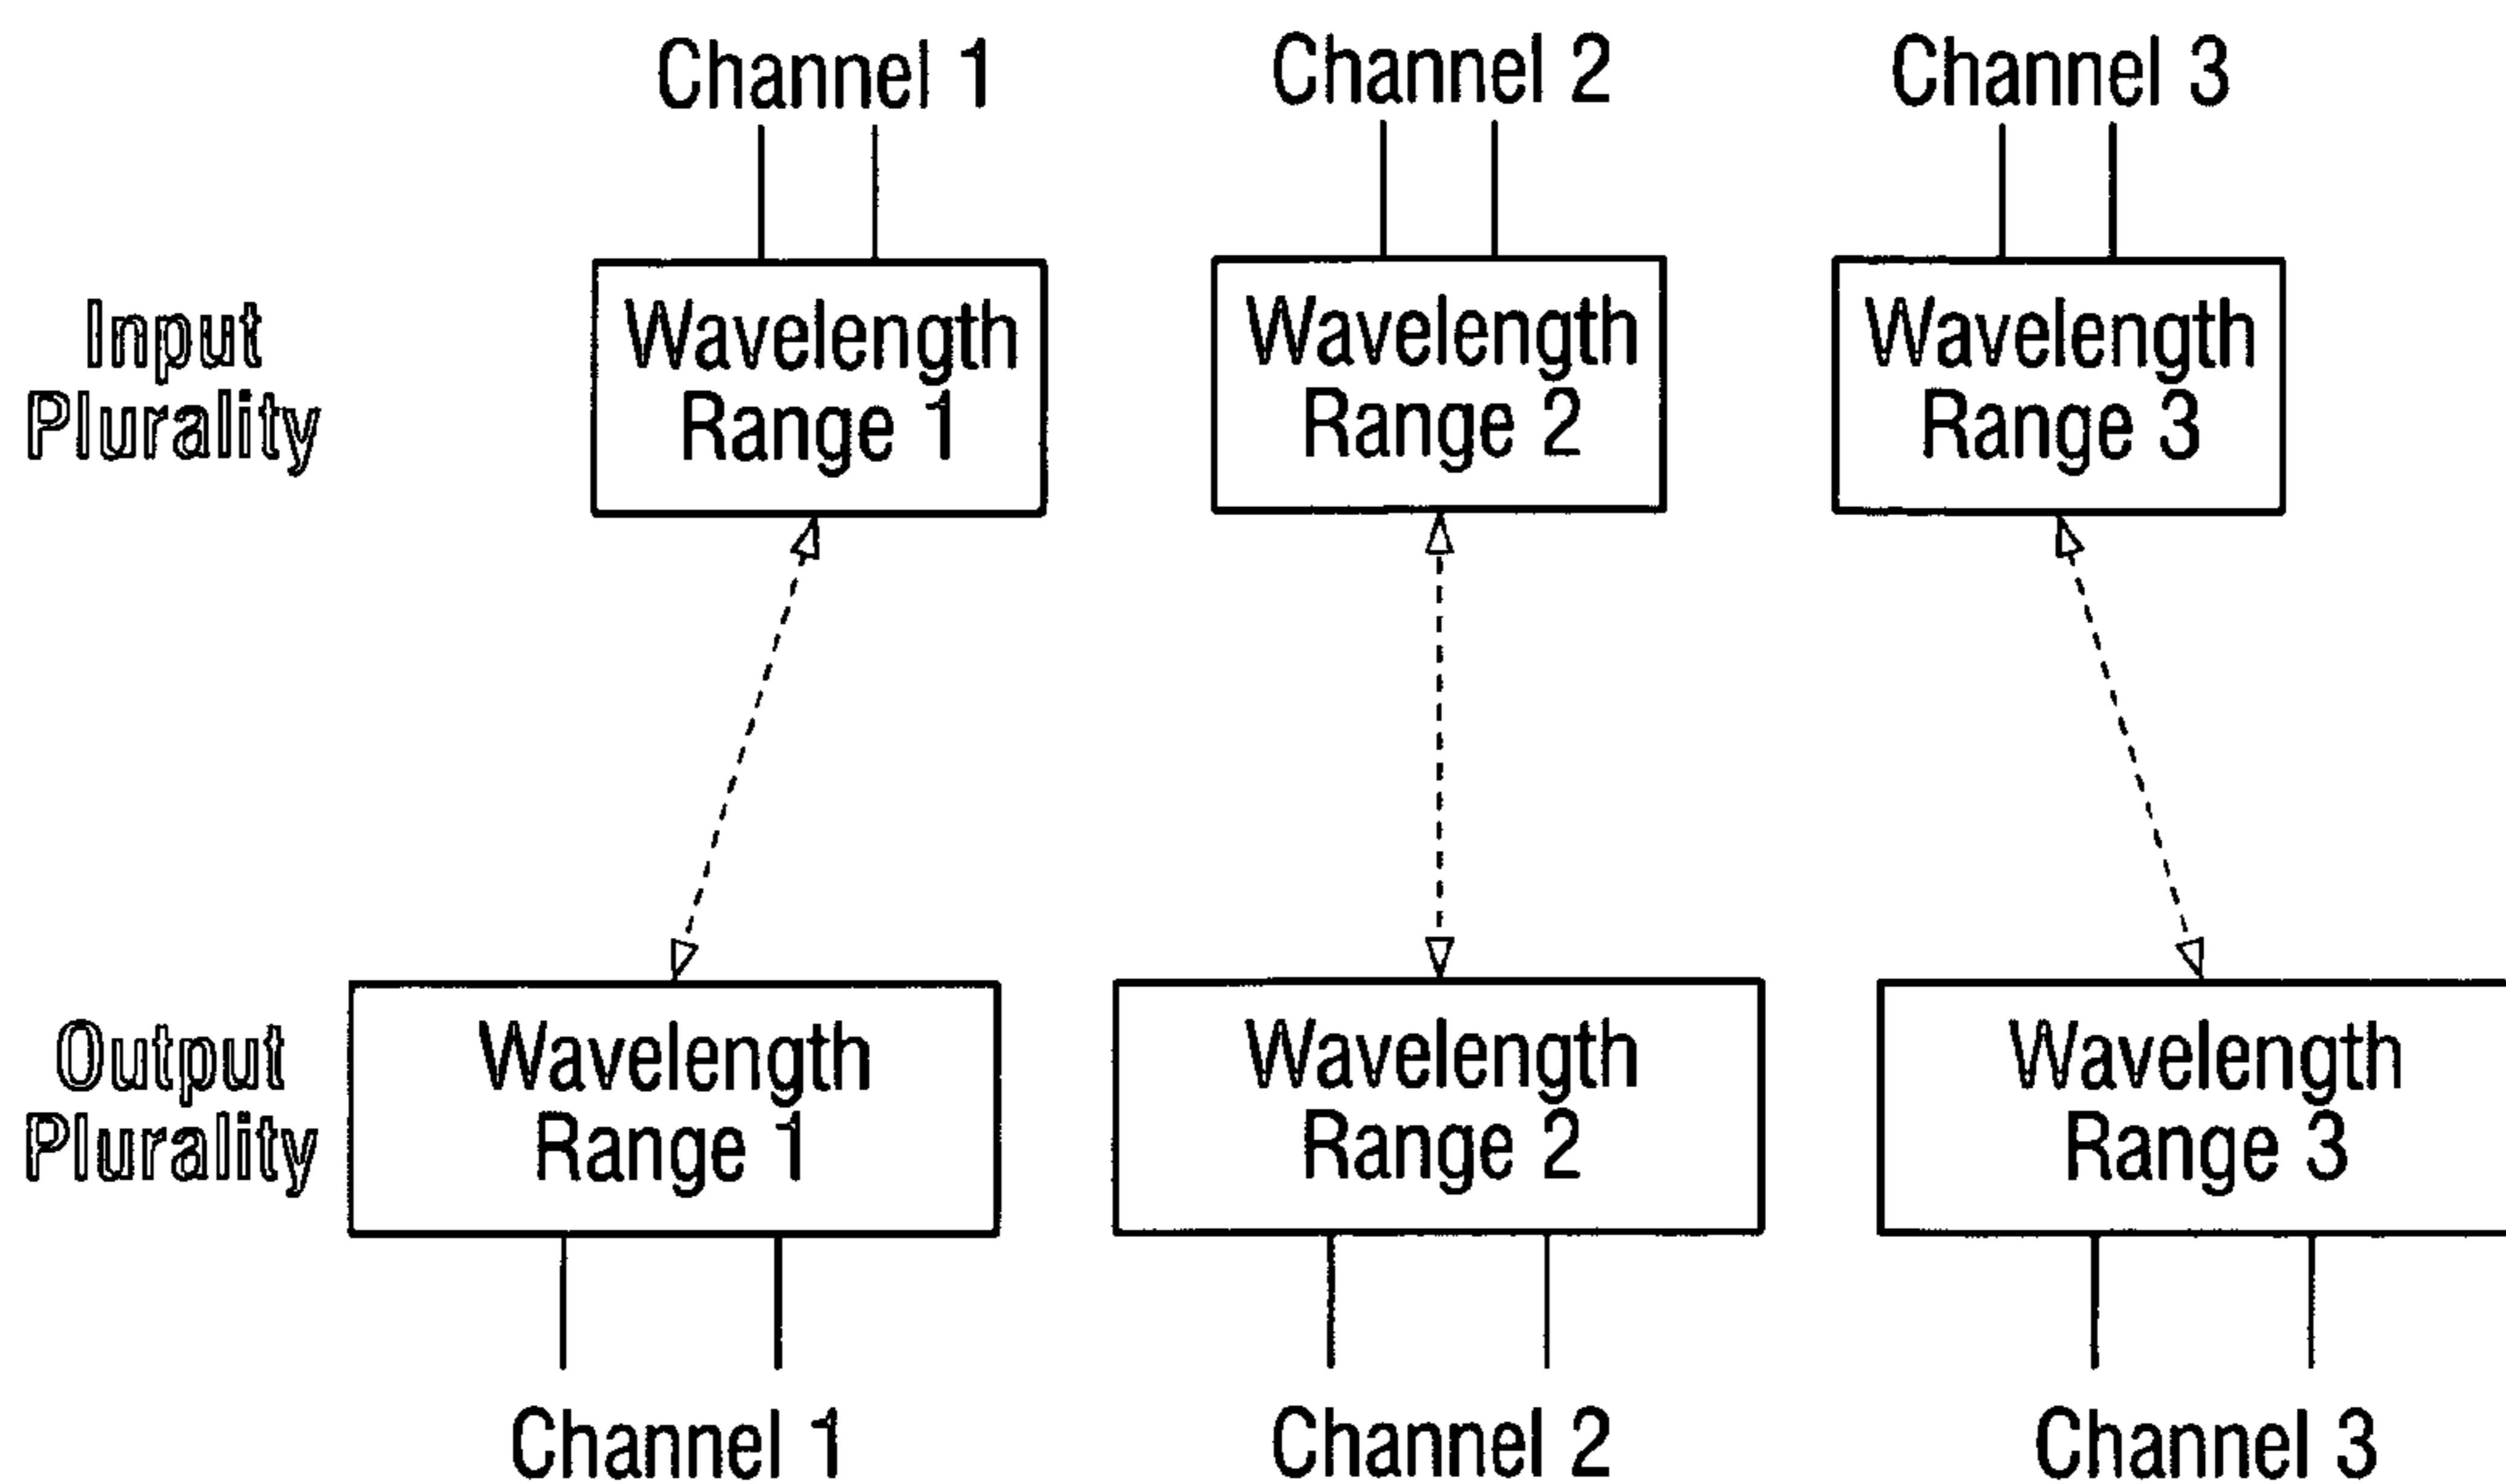 Channel 1
Channel 2
Channel 3
Input
Plurality
Wavelength
Range 1
Wavelength
Range 2
Wavelength
Range 3
Output
Plurality
Wavelength
Range 1
Wavelength
Range 2
Wavelength
Range 3
Channel 1
Channel 2
Channel 3